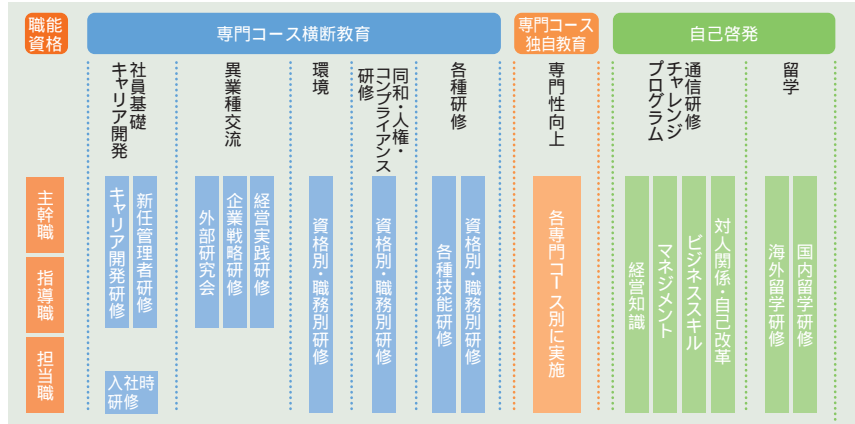 職能
資格
専門コース横断教育
専門コース
独自教育
自己啓発
社員基礎
キャリア開発
異業種交流
環境
同和・人権・
コンプライアンス
研修
各種研修
専門性向上
通信研修
チャレンジ
プログラム
留学
主幹職
指導職
担当職
新任管理者研修
キャリア開発研修
入社時
研修
経営実践研修
企業戦略研修
外部研究会
資格別・職務別研修
資格別・職務別研修
資格別・職務別研修
各種技能研修
各専門コース別に実施
対人関係・自己改革
ビジネススキル
マネジメント
経営知識
国内留学研修
海外留学研修